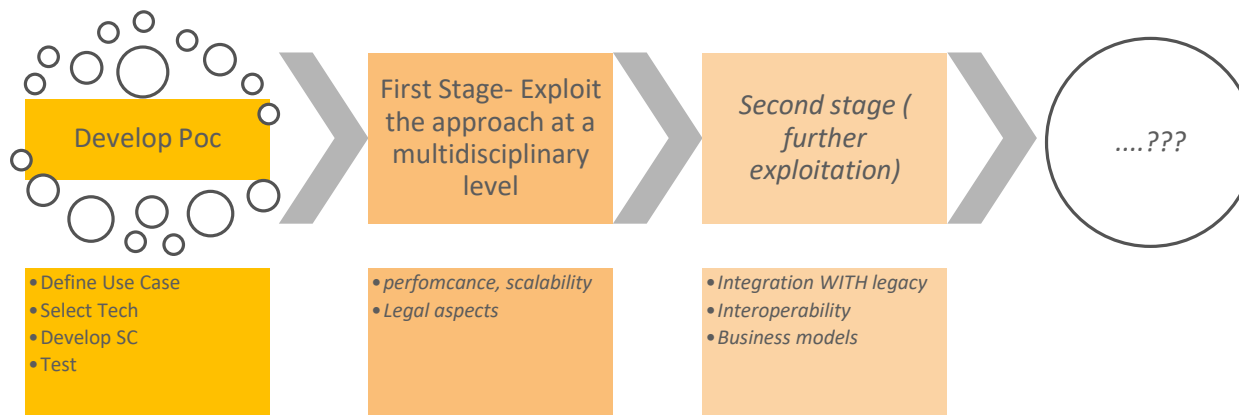 Develop Poc
First Stage- Exploit
the approach at a
multidisciplinary
level
Second stage (
further
exploitation)
....???
• Define Use Case
• Select Tech
• Develop SC
• Test
• perfomcance, scalability
• Legal aspects
• Integration WITH legacy
• Interoperability
• Business models